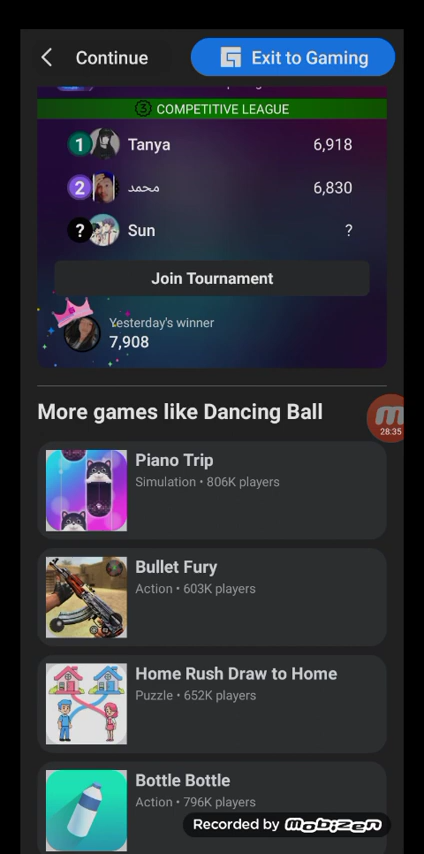 Continue
Exit to Gaming
COMPETITIVE LEAGUE
1 Tanya 6,918
2 محمد 6,830
? Sun ?
Join Tournament
Yesterday's winner
7,908
More games like Dancing Ball
28:35
Piano Trip
Simulation • 806K players
Bullet Fury
Action • 603K players
Home Rush Draw to Home
Puzzle • 652K players
Bottle Bottle
Action • 796K players
Recorded by mobizen